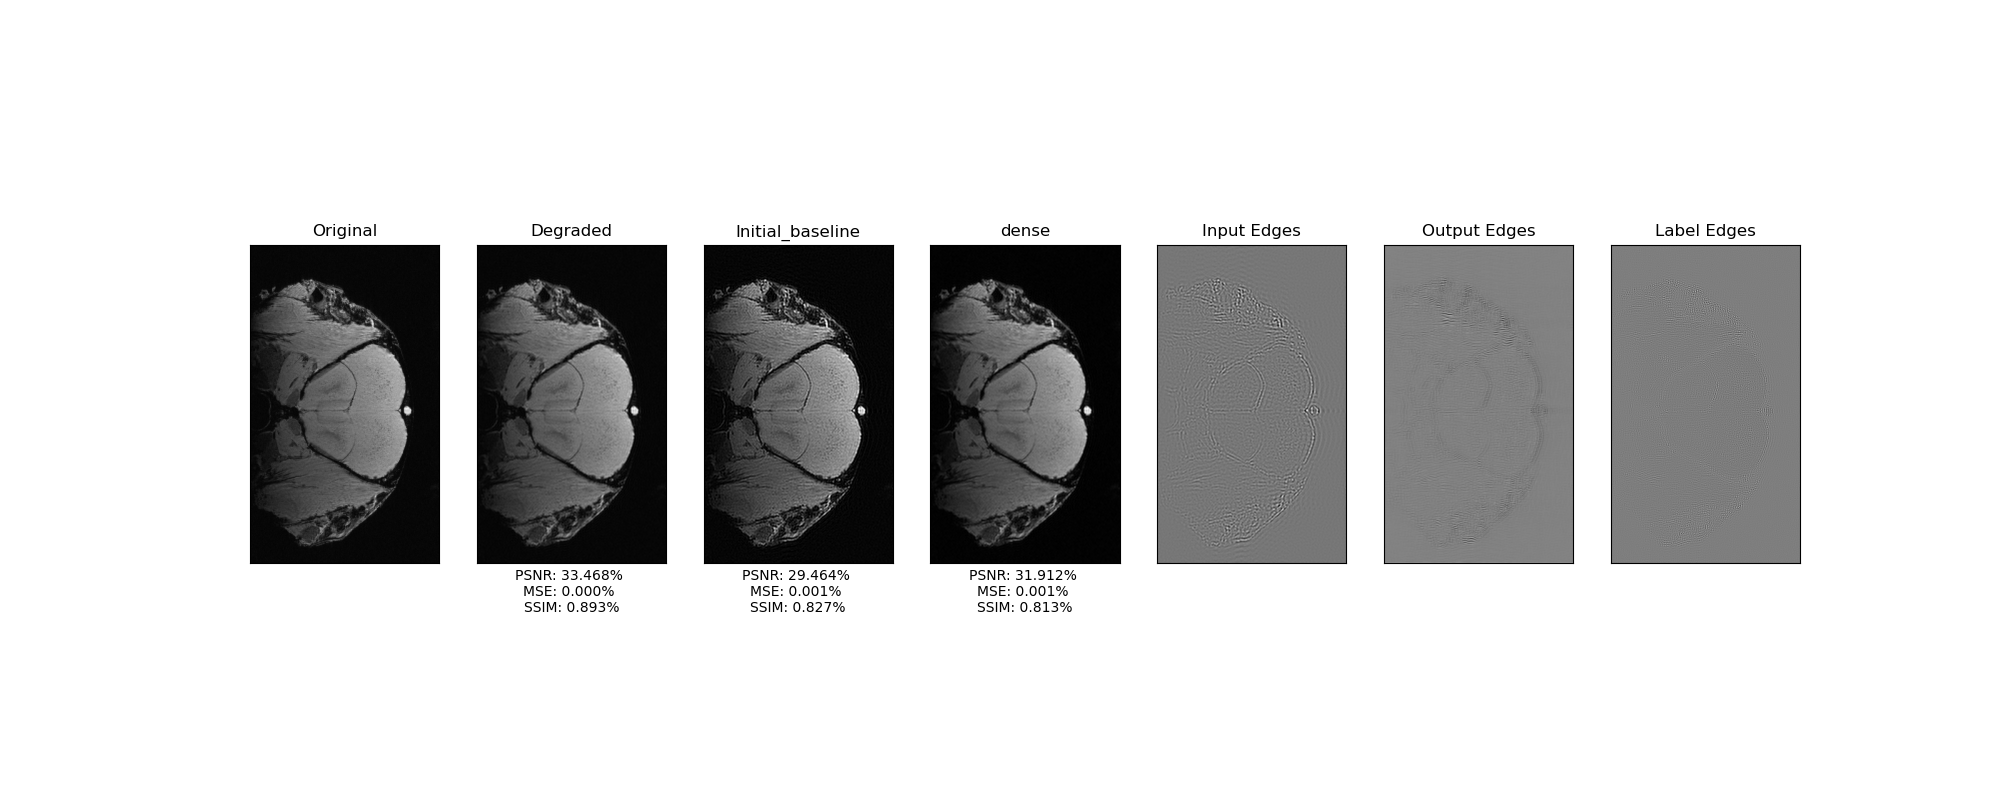 Original
Degraded
Initial_baseline
dense
Input Edges
Output Edges
Label Edges
PSNR: 33.468%
MSE: 0.000%
SSIM: 0.893%
PSNR: 29.464%
MSE: 0.001%
SSIM: 0.827%
PSNR: 31.912%
MSE: 0.001%
SSIM: 0.813%